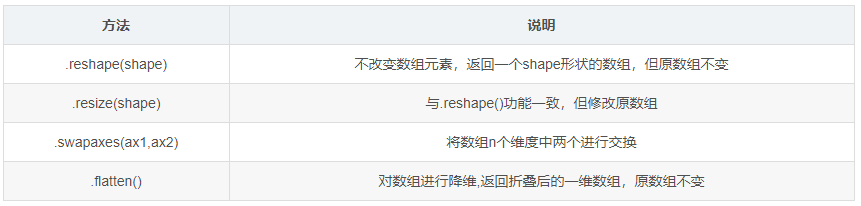 方法 说明
.reshape(shape) 不改变数组元素，返回一个shape形状的数组，但原数组不变
.resize(shape) 与.reshape()功能一致，但修改原数组
.swapaxes(ax1,ax2) 将数组n个维度中两个进行交换
.flatten() 对数组进行降维,返回折叠后的一维数组，原数组不变